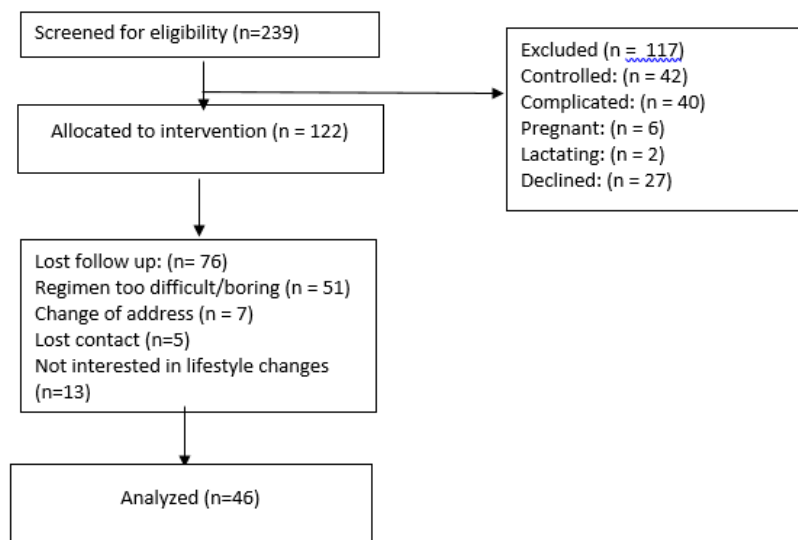 Screened for eligibility (n=239)
Excluded (n = 117)
Controlled: (n = 42)
Complicated: (n = 40)
Pregnant: (n = 6)
Lactating: (n = 2)
Declined: (n = 27)
Allocated to intervention (n = 122)
Lost follow up: (n= 76)
Regimen too difficult/boring (n = 51)
Change of address (n = 7)
Lost contact (n=5)
Not interested in lifestyle changes
(n=13)
Analyzed (n=46)